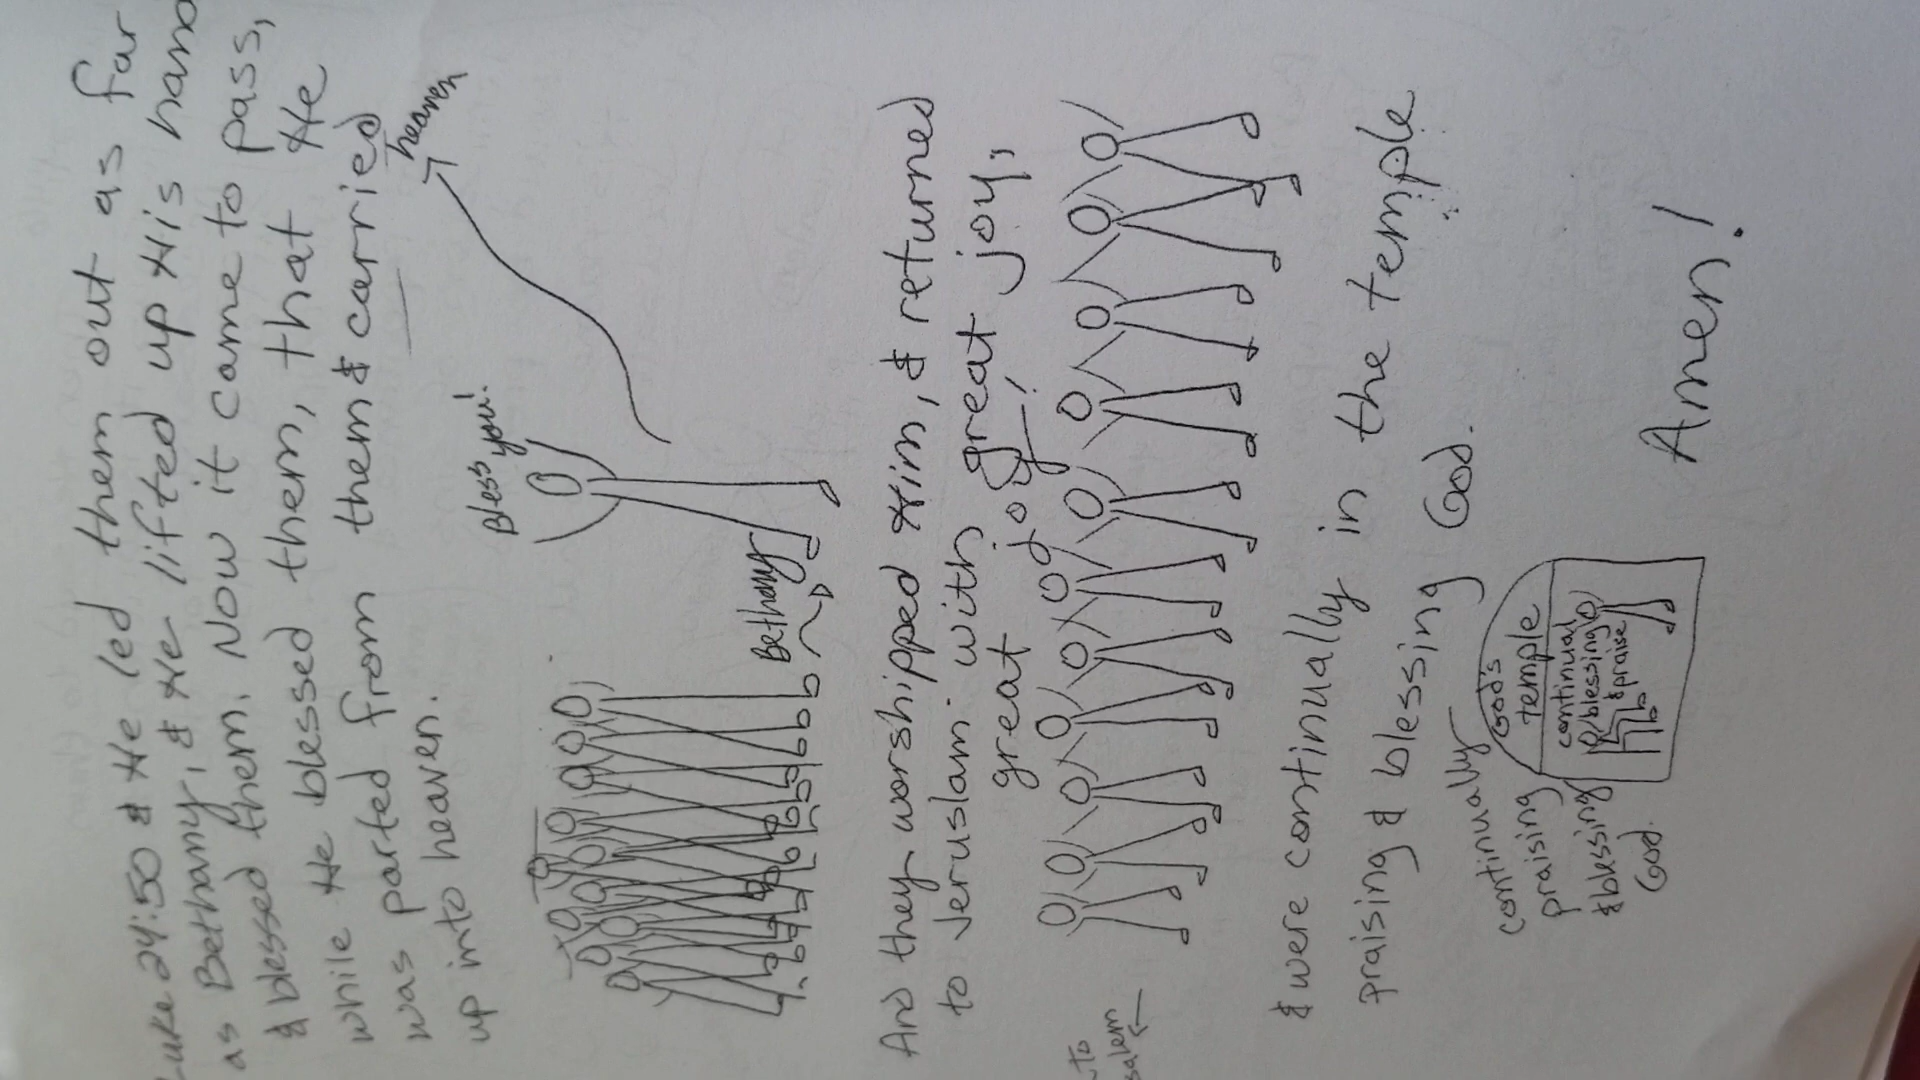 Luke 24:50 & He led them out as far
as Bethany, & He lifted up His hand
& blessed them. Now it came to pass,
while He blessed them, that He
was parted from them & carried
up into heaven.
heaven
Bless you!
Bethany
And they worshipped Him, & returned
to Jeruslam with great joy,
great joy!
to
salem
& were continually in the temple
praising & blessing God.
continually
praising
& blessing
God.
God's
temple
continual
blessing
& praise
Amen!